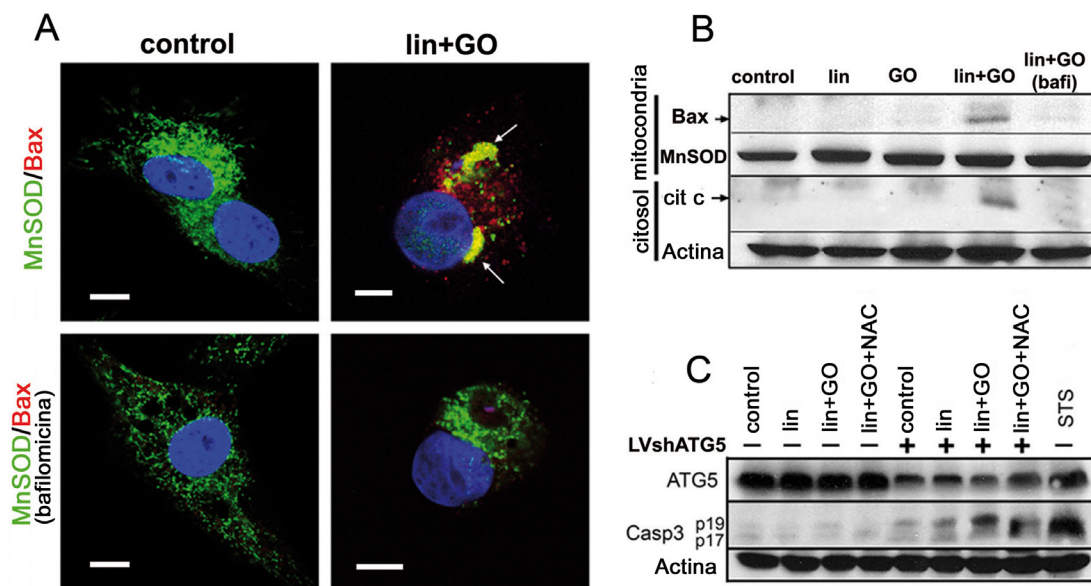 A
control
lin+GO
MnSOD/Bax
MnSOD/Bax
(bafilomicina)
B
control
lin
GO
lin+GO
lin+GO
(bafi)
mitocondria
Bax
MnSOD
citosol
cit c
Actina
C
control
lin
lin+GO
lin+GO+NAC
control
lin
lin+GO
lin+GO+NAC
STS
LVshATG5 − − − − + + + + −
ATG5
Casp3 p19
p17
Actina